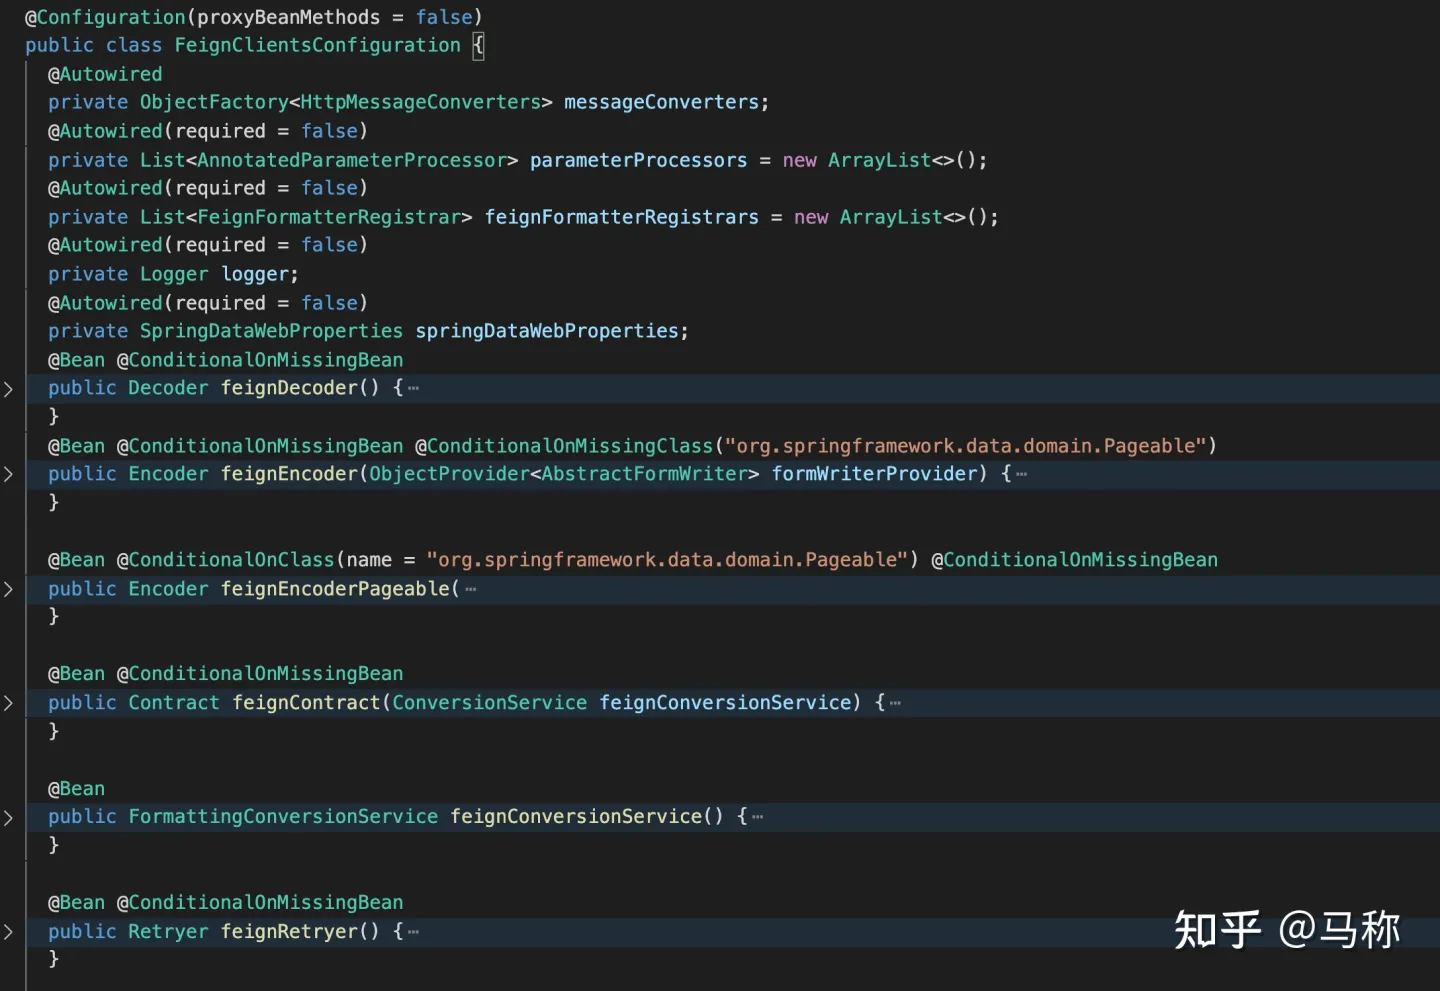 @Configuration(proxyBeanMethods = false)
public class FeignClientsConfiguration {
@Autowired
private ObjectFactory<HttpMessageConverters> messageConverters;
@Autowired(required = false)
private List<AnnotatedParameterProcessor> parameterProcessors = new ArrayList<>();
@Autowired(required = false)
private List<FeignFormatterRegistrar> feignFormatterRegistrars = new ArrayList<>();
@Autowired(required = false)
private Logger logger;
@Autowired(required = false)
private SpringDataWebProperties springDataWebProperties;
@Bean @ConditionalOnMissingBean
public Decoder feignDecoder() {⋯
}
@Bean @ConditionalOnMissingBean @ConditionalOnMissingClass("org.springframework.data.domain.Pageable")
public Encoder feignEncoder(ObjectProvider<AbstractFormWriter> formWriterProvider) {⋯
}
@Bean @ConditionalOnClass(name = "org.springframework.data.domain.Pageable") @ConditionalOnMissingBean
public Encoder feignEncoderPageable(⋯
}
@Bean @ConditionalOnMissingBean
public Contract feignContract(ConversionService feignConversionService) {⋯
}
@Bean
public FormattingConversionService feignConversionService() {⋯
}
@Bean @ConditionalOnMissingBean
public Retryer feignRetryer() {⋯
}
知乎 @马称